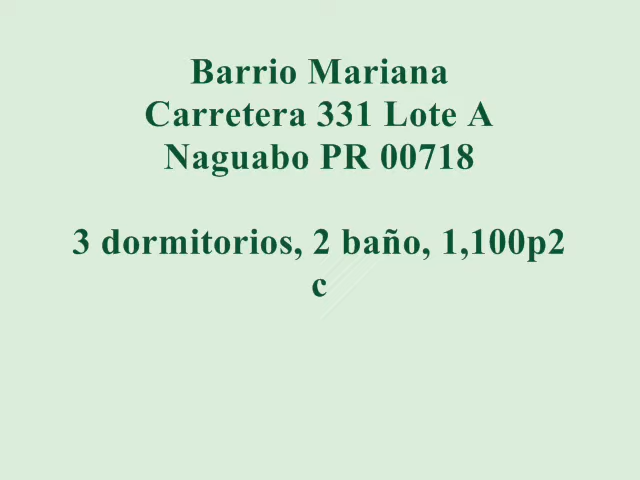 Barrio Mariana
Carretera 331 Lote A
Naguabo PR 00718
3 dormitorios, 2 baño, 1,100p2
c